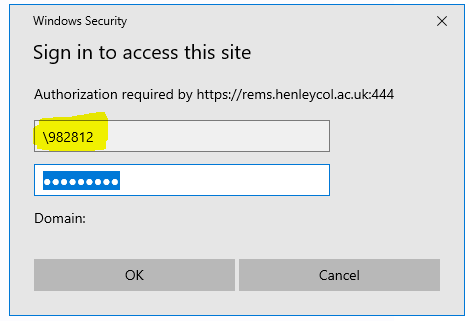 Windows Security
Sign in to access this site
Authorization required by https://rems.henleycol.ac.uk:444
\982812
●●●●●●●●●
Domain:
OK Cancel